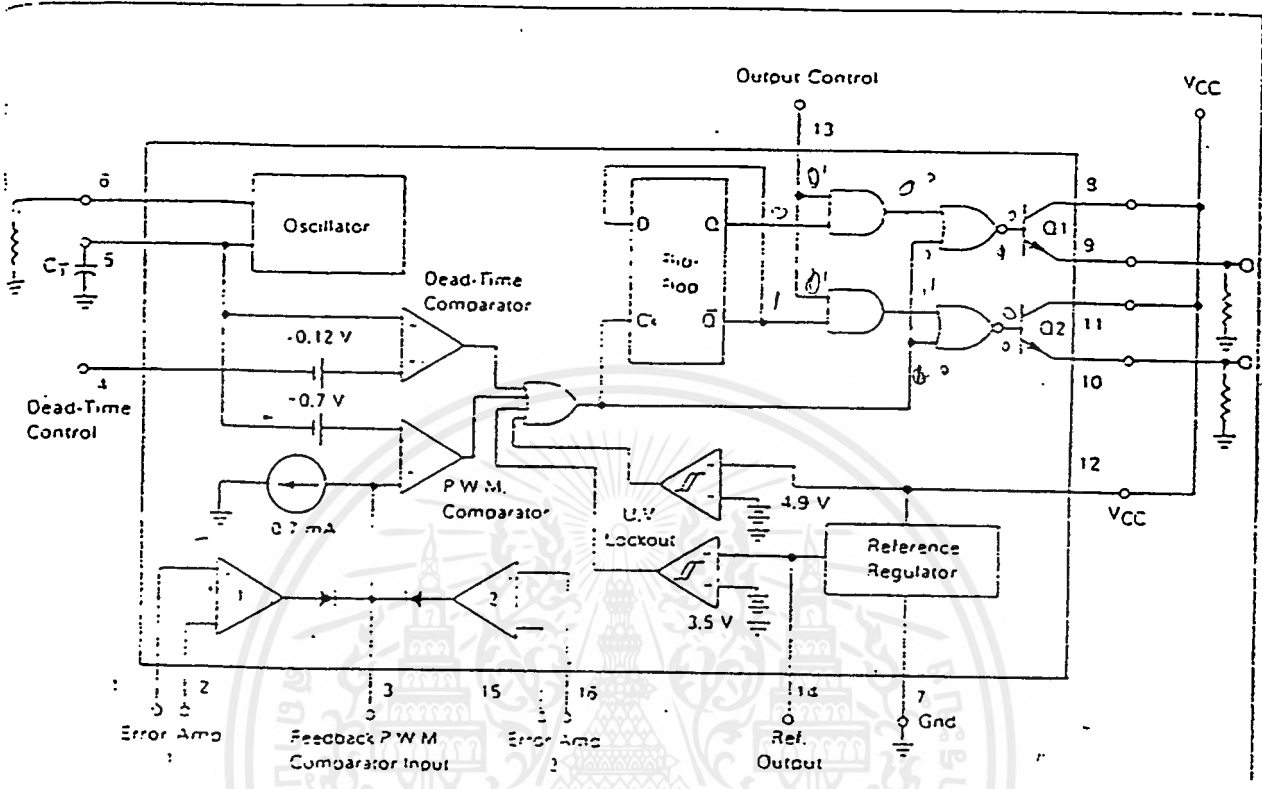 Output Control
VCC
13
6
Oscillator
8
Q1
9
D
Q
CT
5
Dead-Time
Comparator
-0.12 V
Ck
Q̅
Q2
11
10
4
Dead-Time
Control
-0.7 V
P.W.M.
Comparator
0.7 mA
U.V
Lockout
4.9 V
12
VCC
Reference
Regulator
1
2
3.5 V
2
3
15
16
14
7
Gnd
Error Amp
Feedback P.W.M
Comparator Input
Error Amp
Ref.
Output